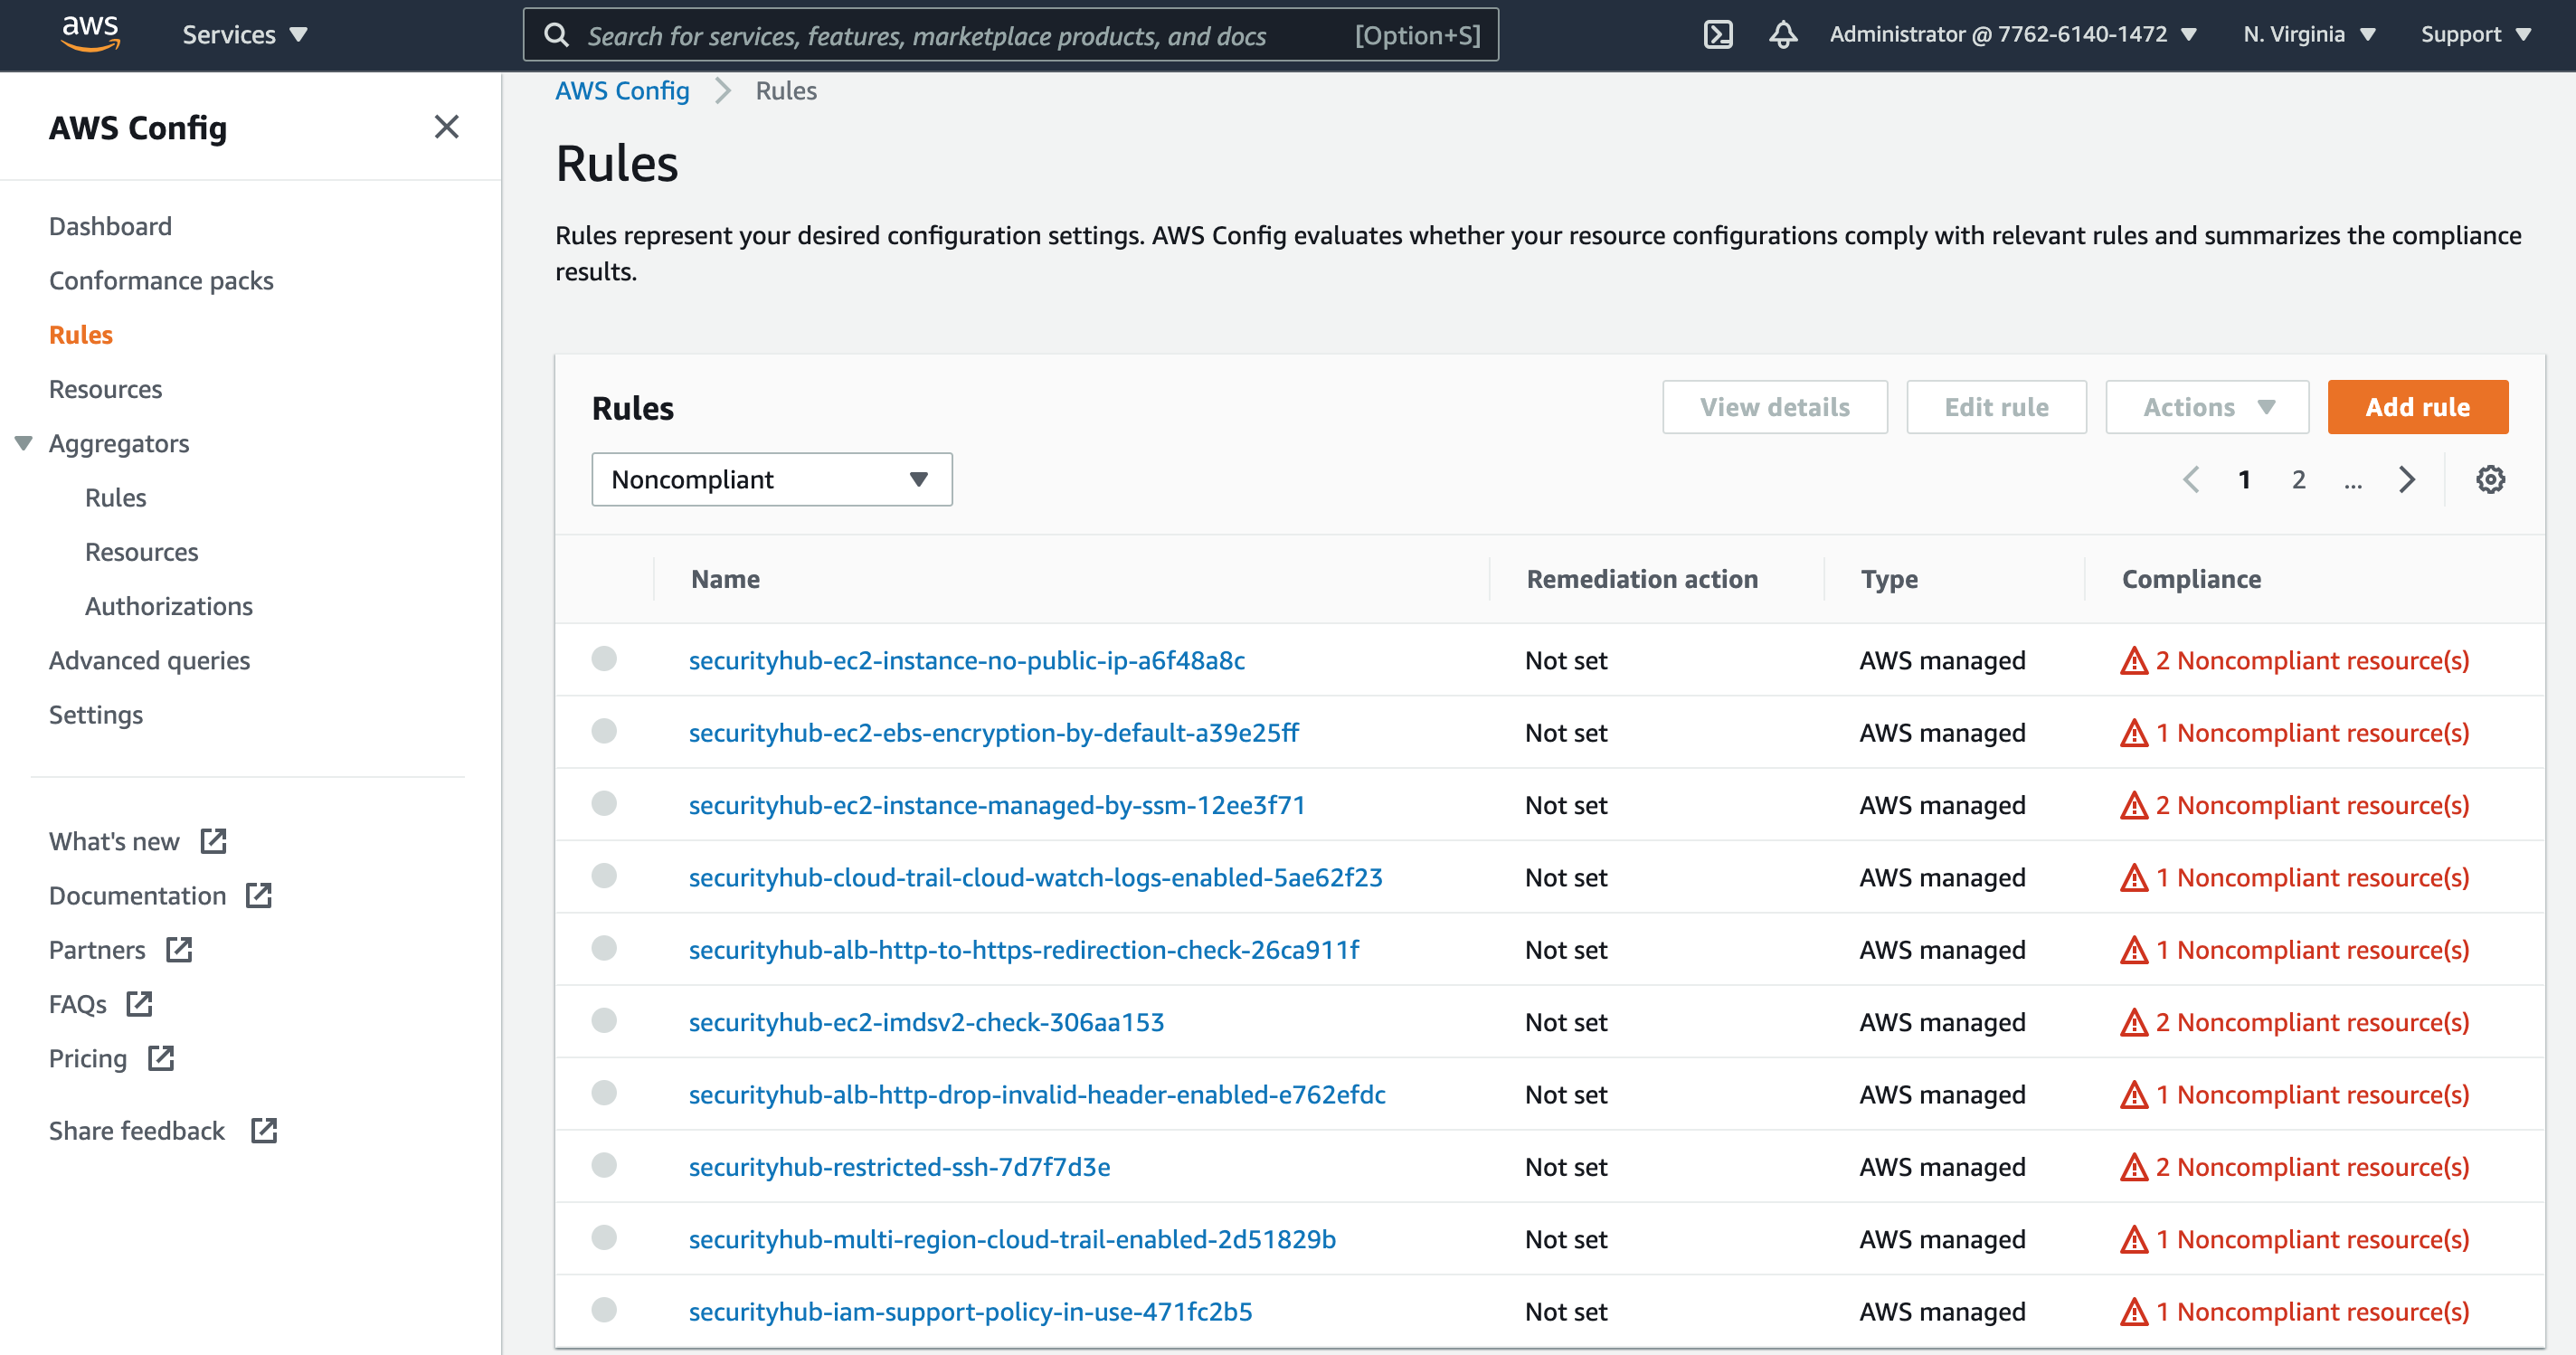 aws
Services
Search for services, features, marketplace products, and docs
[Option+S]
Administrator @ 7762-6140-1472
N. Virginia
Support
AWS Config
Dashboard
Conformance packs
Rules
Resources
Aggregators
Rules
Resources
Authorizations
Advanced queries
Settings
What's new
Documentation
Partners
FAQs
Pricing
Share feedback
AWS Config
Rules
Rules
Rules represent your desired configuration settings. AWS Config evaluates whether your resource configurations comply with relevant rules and summarizes the compliance
results.
Rules
View details
Edit rule
Actions
Add rule
Noncompliant
1 2 ...
Name Remediation action Type Compliance
securityhub-ec2-instance-no-public-ip-a6f48a8c Not set AWS managed 2 Noncompliant resource(s)
securityhub-ec2-ebs-encryption-by-default-a39e25ff Not set AWS managed 1 Noncompliant resource(s)
securityhub-ec2-instance-managed-by-ssm-12ee3f71 Not set AWS managed 2 Noncompliant resource(s)
securityhub-cloud-trail-cloud-watch-logs-enabled-5ae62f23 Not set AWS managed 1 Noncompliant resource(s)
securityhub-alb-http-to-https-redirection-check-26ca911f Not set AWS managed 1 Noncompliant resource(s)
securityhub-ec2-imdsv2-check-306aa153 Not set AWS managed 2 Noncompliant resource(s)
securityhub-alb-http-drop-invalid-header-enabled-e762efdc Not set AWS managed 1 Noncompliant resource(s)
securityhub-restricted-ssh-7d7f7d3e Not set AWS managed 2 Noncompliant resource(s)
securityhub-multi-region-cloud-trail-enabled-2d51829b Not set AWS managed 1 Noncompliant resource(s)
securityhub-iam-support-policy-in-use-471fc2b5 Not set AWS managed 1 Noncompliant resource(s)